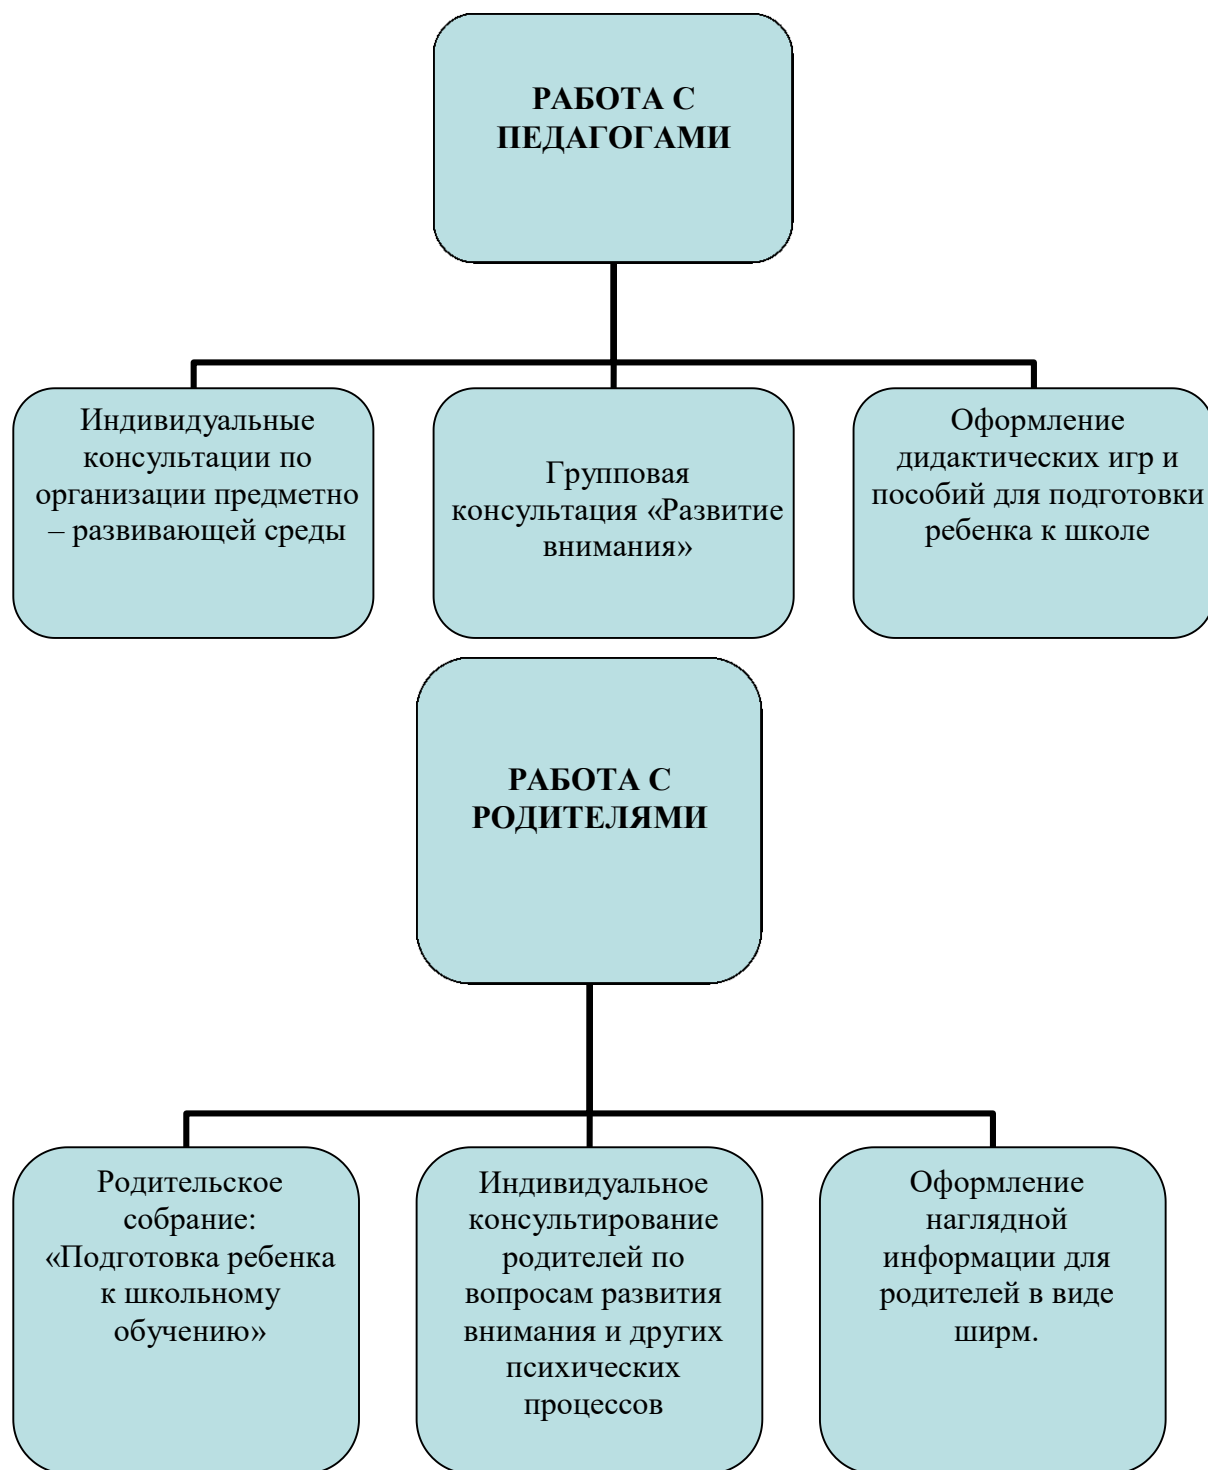 РАБОТА С
ПЕДАГОГАМИ
Индивидуальные
консультации по
организации предметно
– развивающей среды
Групповая
консультация «Развитие
внимания»
Оформление
дидактических игр и
пособий для подготовки
ребенка к школе
РАБОТА С
РОДИТЕЛЯМИ
Родительское
собрание:
«Подготовка ребенка
к школьному
обучению»
Индивидуальное
консультирование
родителей по
вопросам развития
внимания и других
психических
процессов
Оформление
наглядной
информации для
родителей в виде
ширм.